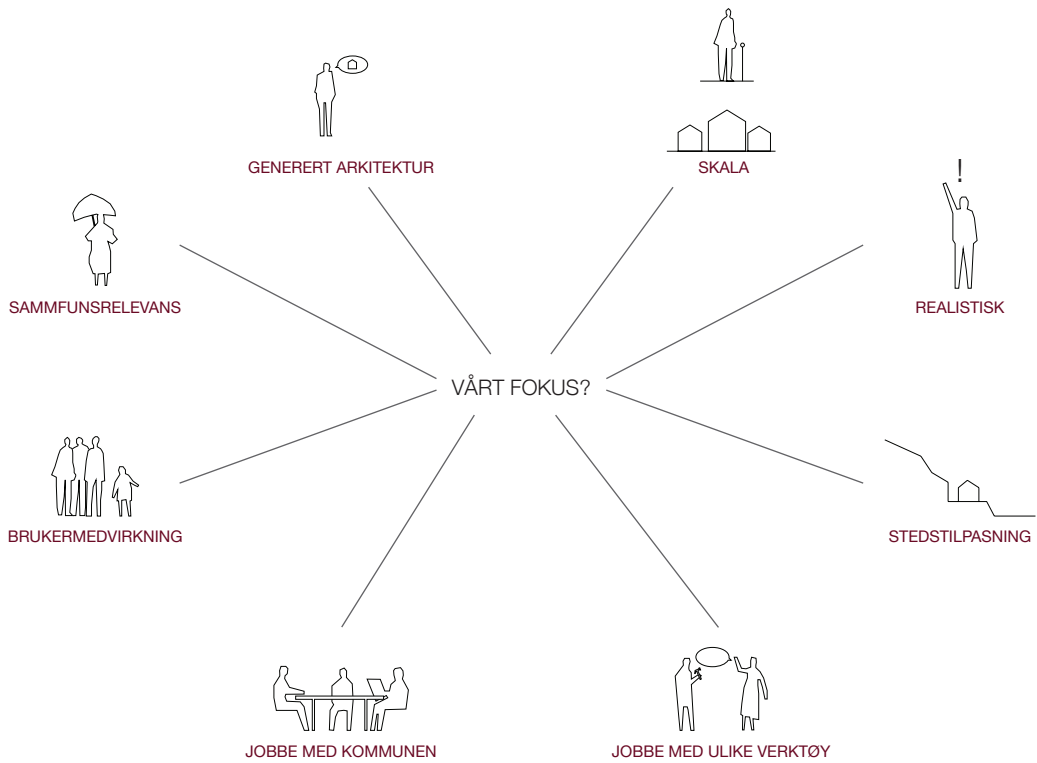 GENERERT ARKITEKTUR
SKALA
!
SAMMFUNSRELEVANS
REALISTISK
VÅRT FOKUS?
BRUKERMEDVIRKNING
STEDSTILPASNING
JOBBE MED KOMMUNEN
JOBBE MED ULIKE VERKTØY